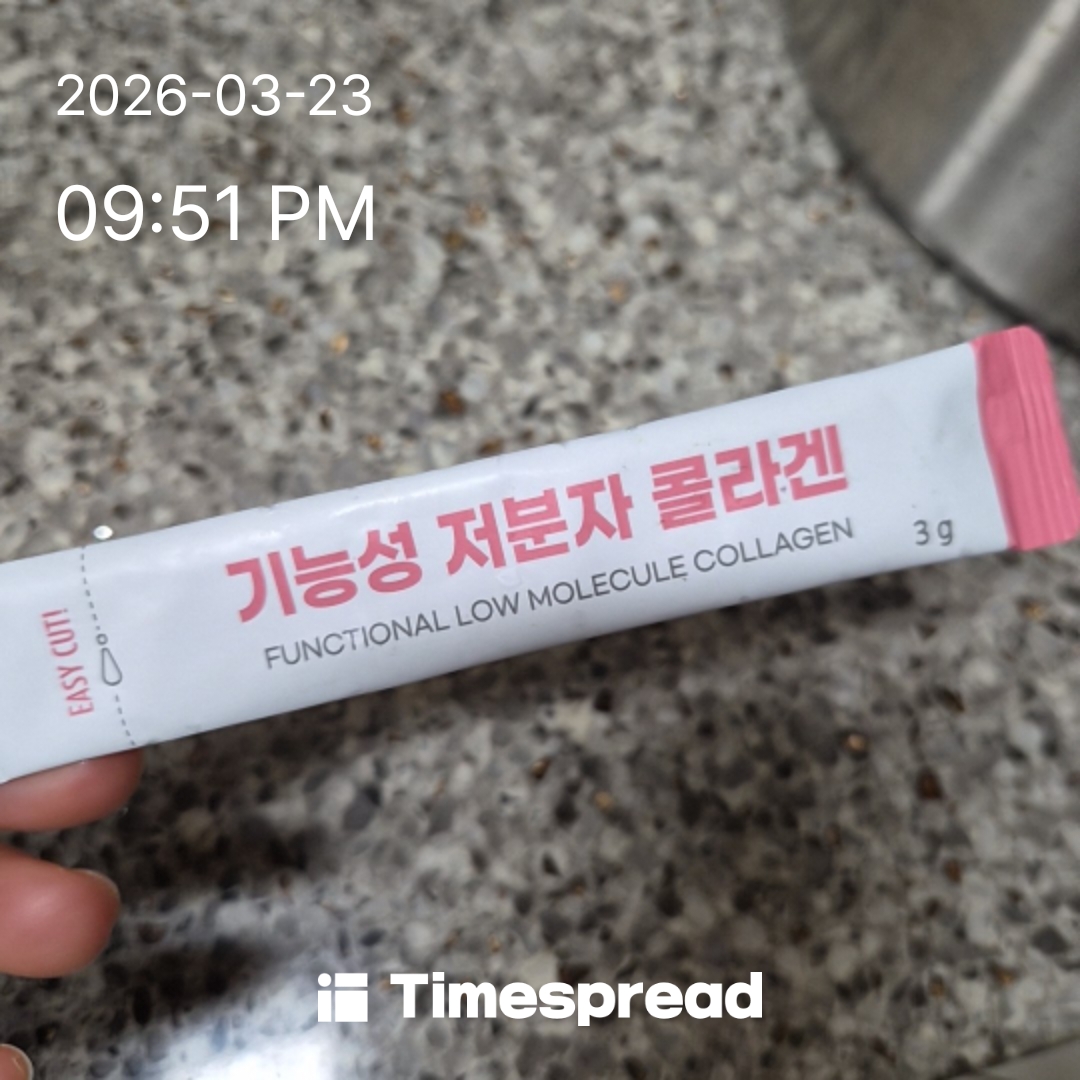 2026-03-23
09:51 PM
기능성 저분자 콜라겐
FUNCTIONAL LOW MOLECULE COLLAGEN
3 g
EASY CUT!
Timespread